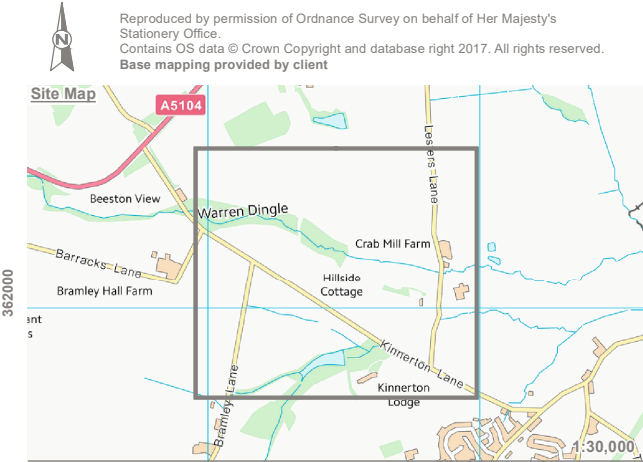 N
Reproduced by permission of Ordnance Survey on behalf of Her Majesty's
Stationery Office.
Contains OS data © Crown Copyright and database right 2017. All rights reserved.
Base mapping provided by client
Site Map
A5104
Lesters Lane
Beeston View
Warren Dingle
Crab Mill Farm
Barracks Lane
Hillside
Cottage
Bramley Hall Farm
362000
ant
s
Kinnerton Lane
Bramley Lane
Kinnerton
Lodge
1:30,000